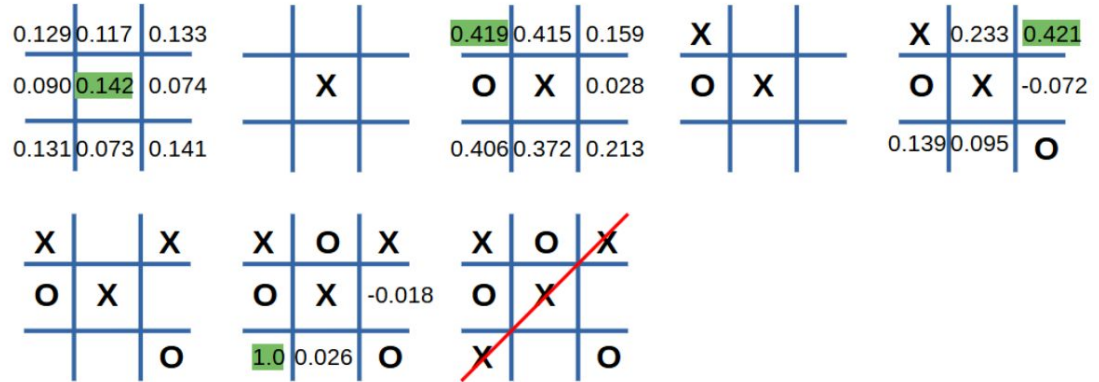 0.129 0.117 0.133 0.419 0.415 0.159 X X 0.233 0.421
0.090 0.142 0.074 X O X 0.028 O X O X -0.072
0.131 0.073 0.141 0.406 0.372 0.213 0.139 0.095 O
X X X O X X O X
O X O X -0.018 O X
O 1.0 0.026 O X O